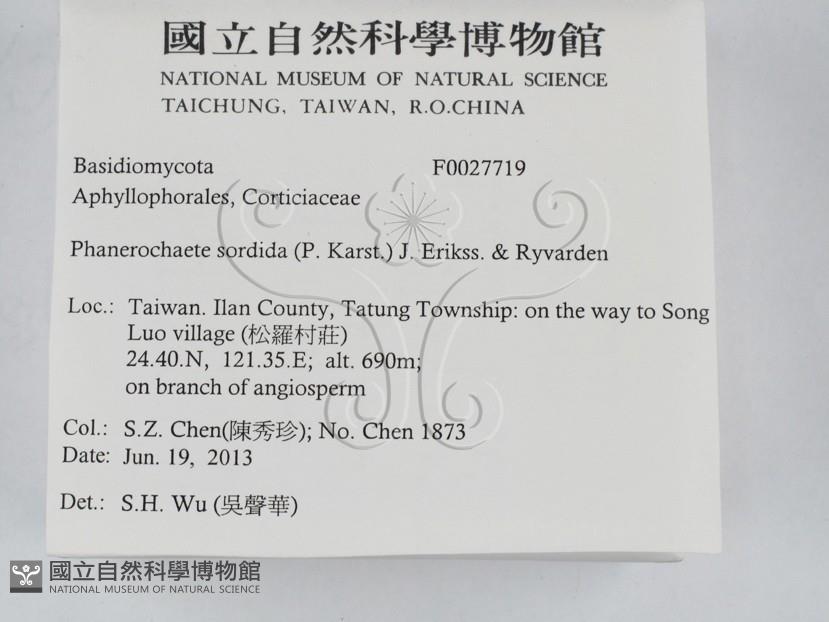 國立自然科學博物館
NATIONAL MUSEUM OF NATURAL SCIENCE
TAICHUNG, TAIWAN, R.O.CHINA
Basidiomycota F0027719
Aphyllophorales, Corticiaceae
Phanerochaete sordida (P. Karst.) J. Erikss. & Ryvarden
Loc.: Taiwan. Ilan County, Tatung Township: on the way to Song
Luo village (松羅村莊)
24.40.N, 121.35.E; alt. 690m;
on branch of angiosperm
Col.: S.Z. Chen(陳秀珍); No. Chen 1873
Date: Jun. 19, 2013
Det.: S.H. Wu (吳聲華)
國立自然科學博物館
NATIONAL MUSEUM OF NATURAL SCIENCE